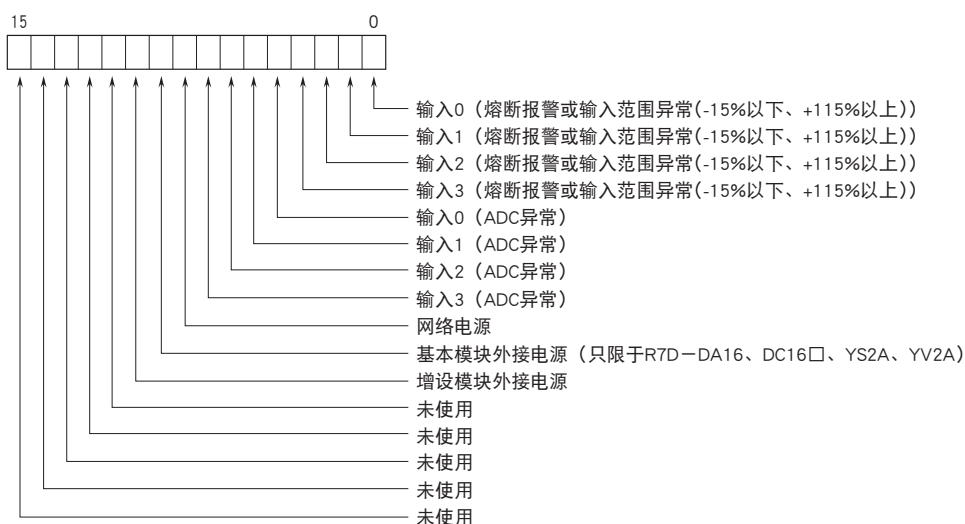 15 0
输入0（熔断报警或输入范围异常(-15%以下、+115%以上)）
输入1（熔断报警或输入范围异常(-15%以下、+115%以上)）
输入2（熔断报警或输入范围异常(-15%以下、+115%以上)）
输入3（熔断报警或输入范围异常(-15%以下、+115%以上)）
输入0（ADC异常）
输入1（ADC异常）
输入2（ADC异常）
输入3（ADC异常）
网络电源
基本模块外接电源（只限于R7D－DA16、DC16□、YS2A、YV2A）
增设模块外接电源
未使用
未使用
未使用
未使用
未使用